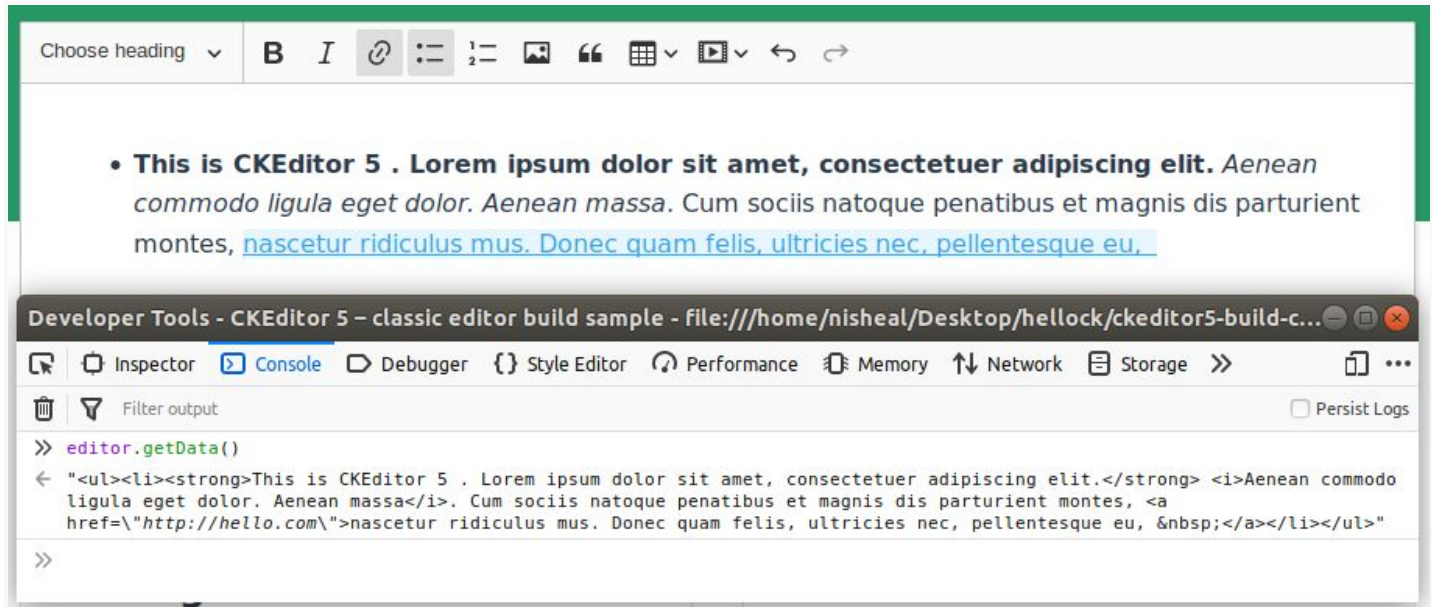 Choose heading
B I
• This is CKEditor 5 . Lorem ipsum dolor sit amet, consectetuer adipiscing elit. Aenean
commodo ligula eget dolor. Aenean massa. Cum sociis natoque penatibus et magnis dis parturient
montes, nascetur ridiculus mus. Donec quam felis, ultricies nec, pellentesque eu,
Developer Tools - CKEditor 5 – classic editor build sample - file:///home/nisheal/Desktop/hellock/ckeditor5-build-c...
Inspector Console Debugger {} Style Editor Performance Memory Network Storage
Filter output Persist Logs
editor.getData()
"<ul><li><strong>This is CKEditor 5 . Lorem ipsum dolor sit amet, consectetuer adipiscing elit.</strong> <i>Aenean commodo
ligula eget dolor. Aenean massa</i>. Cum sociis natoque penatibus et magnis dis parturient montes, <a
href=\"http://hello.com\">nascetur ridiculus mus. Donec quam felis, ultricies nec, pellentesque eu, &nbsp;</a></li></ul>"